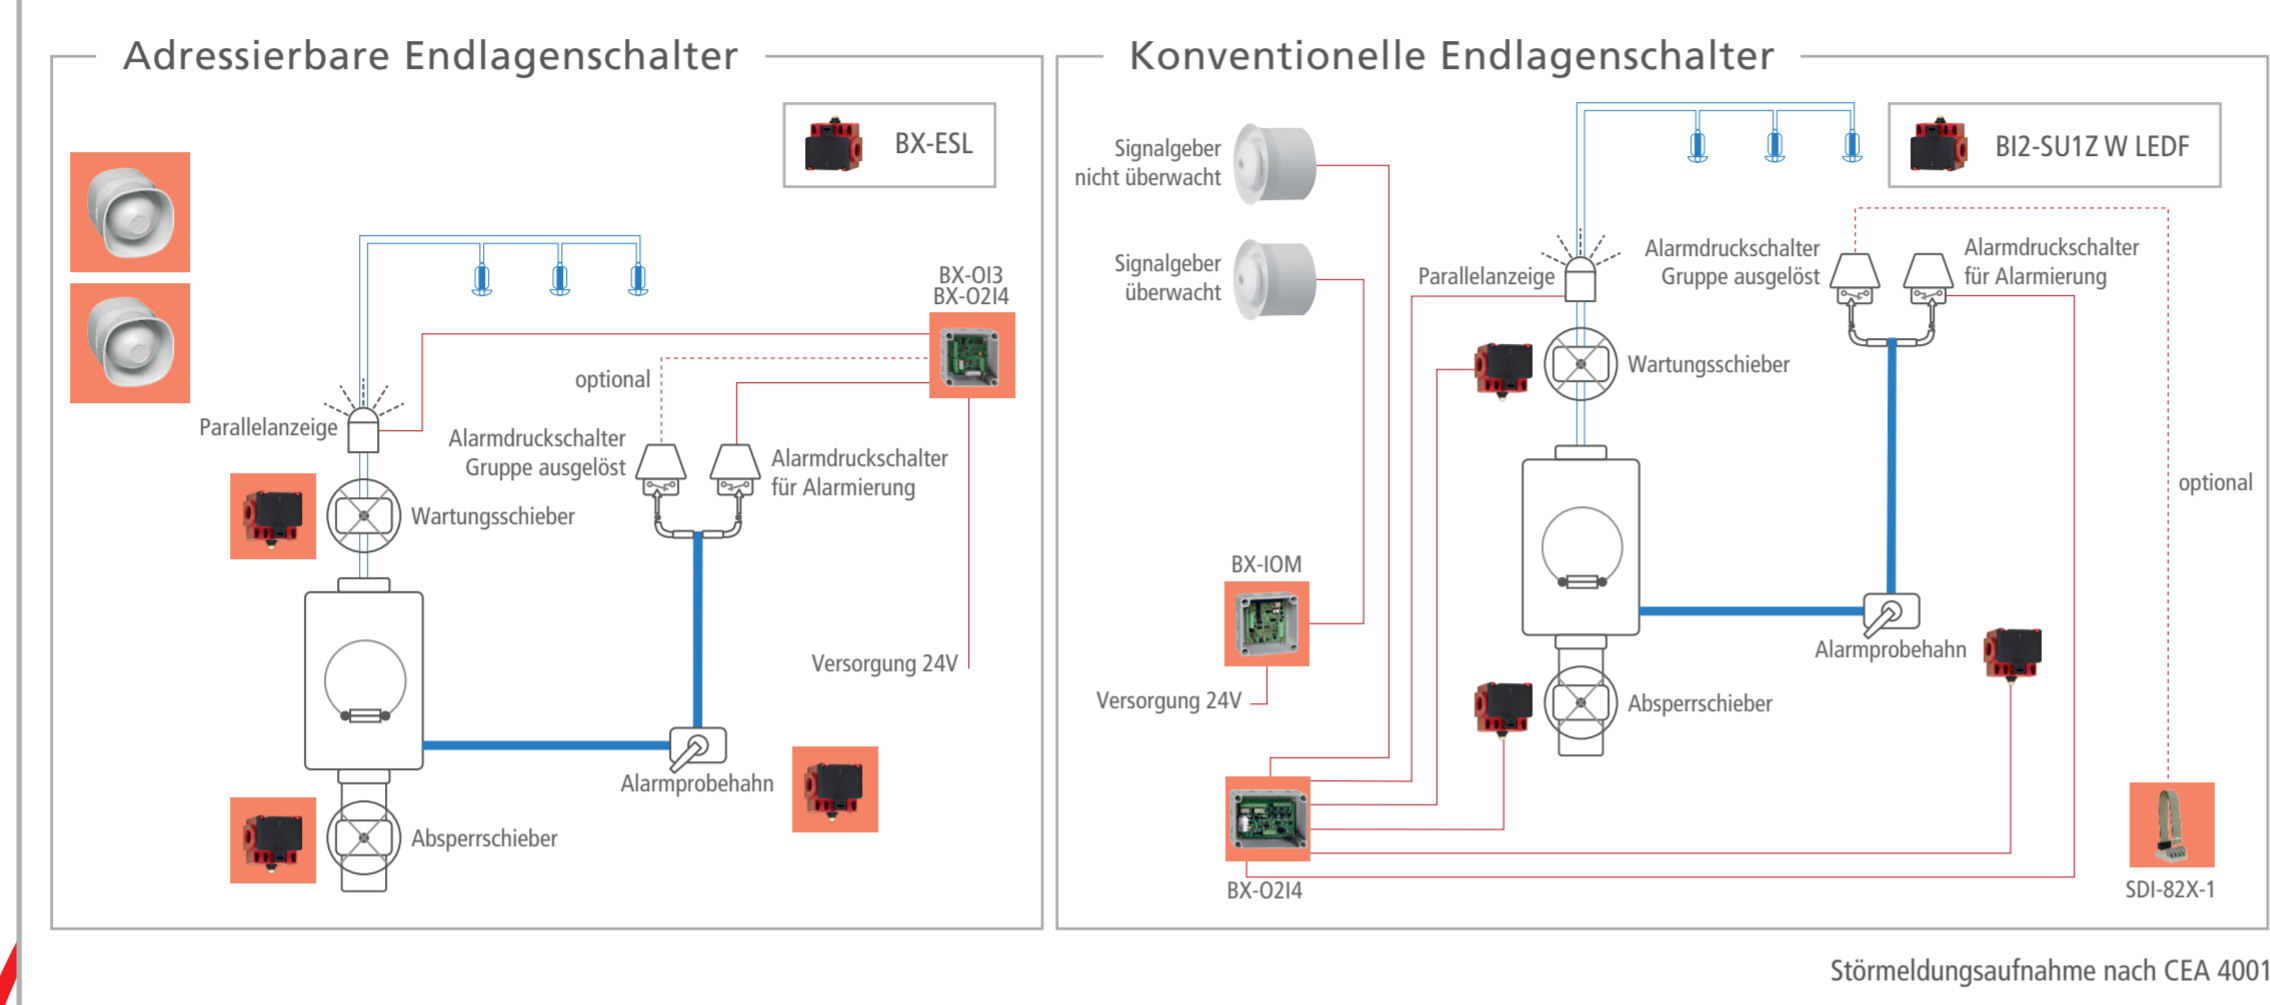 Adressierbare Endlagenschalter
BX-ESL
BX-OI3
BX-O2I4
optional
Parallelanzeige
Alarmdruckschalter
Gruppe ausgelöst
Alarmdruckschalter
für Alarmierung
Wartungsschieber
Versorgung 24V
Alarmprobehahn
Absperrschieber
Konventionelle Endlagenschalter
Signalgeber
nicht überwacht
BI2-SU1Z W LEDF
Signalgeber
überwacht
Parallelanzeige
Alarmdruckschalter
Gruppe ausgelöst
Alarmdruckschalter
für Alarmierung
Wartungsschieber
optional
BX-IOM
Alarmprobehahn
Versorgung 24V
Absperrschieber
BX-O2I4
SDI-82X-1
Störmeldungsaufnahme nach CEA 4001